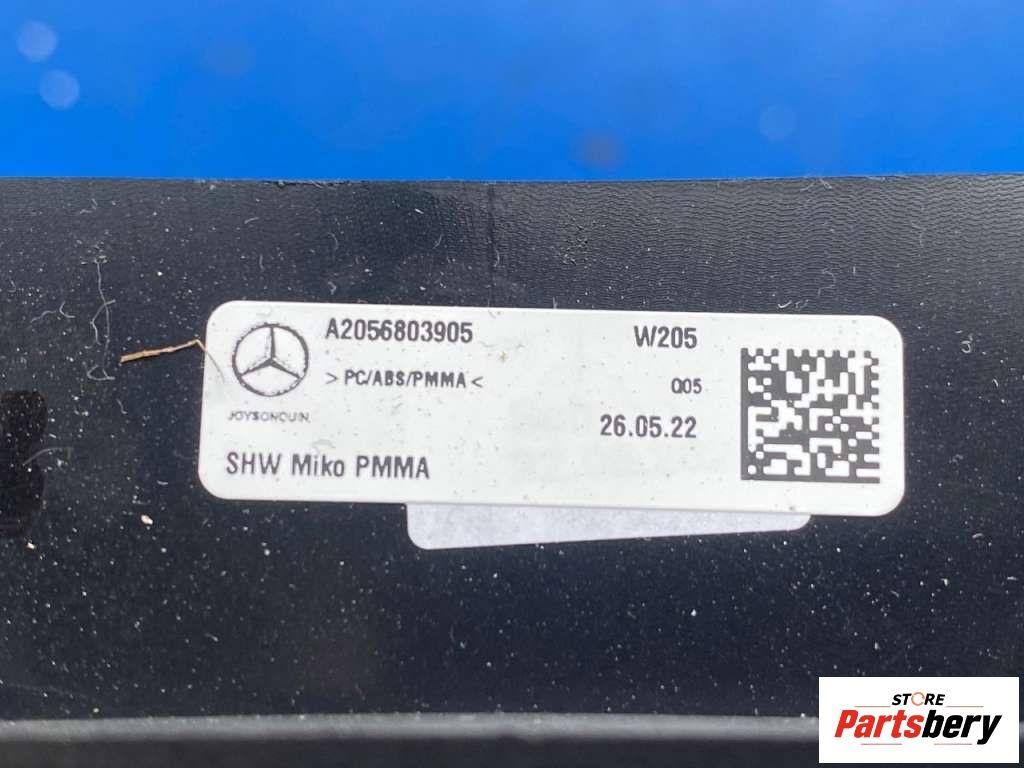 A2056803905
W205
> PC/ABS/PMMA <
Q05
JOYSONQUIN
26.05.22
SHW Miko PMMA
STORE
Partsbery